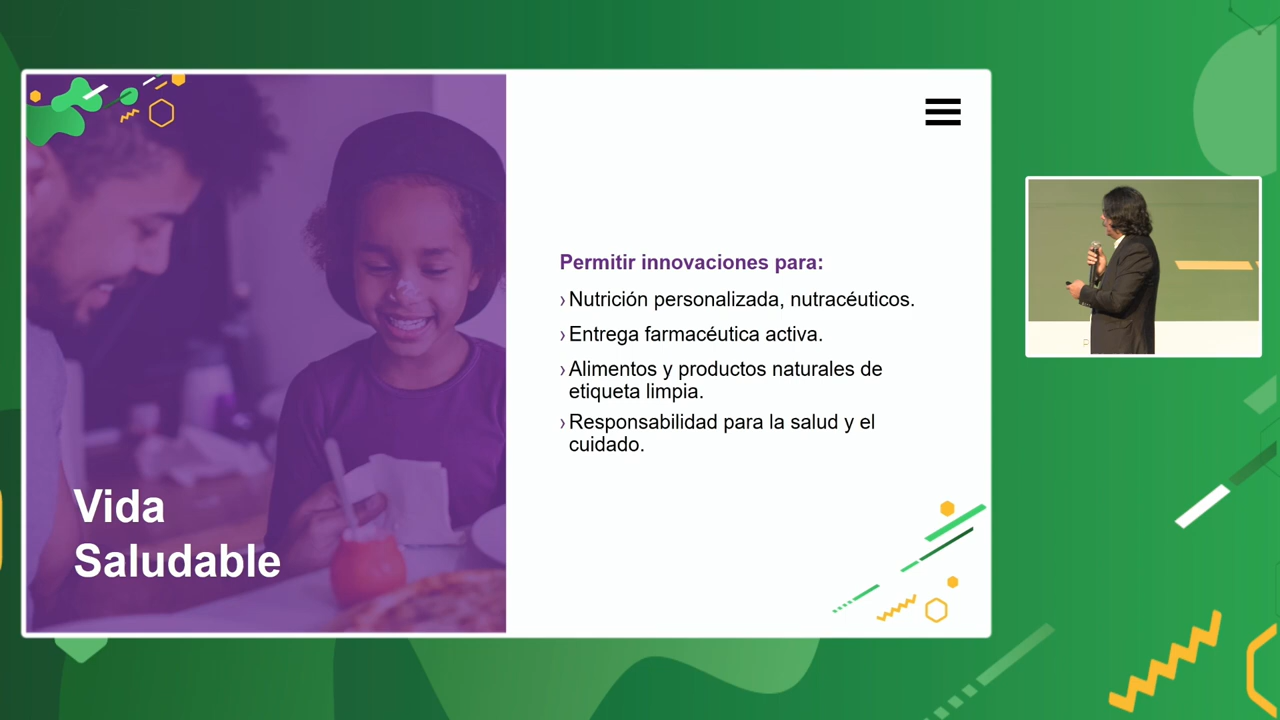 Vida
Saludable
Permitir innovaciones para:
› Nutrición personalizada, nutracéuticos.
› Entrega farmacéutica activa.
› Alimentos y productos naturales de
etiqueta limpia.
› Responsabilidad para la salud y el
cuidado.